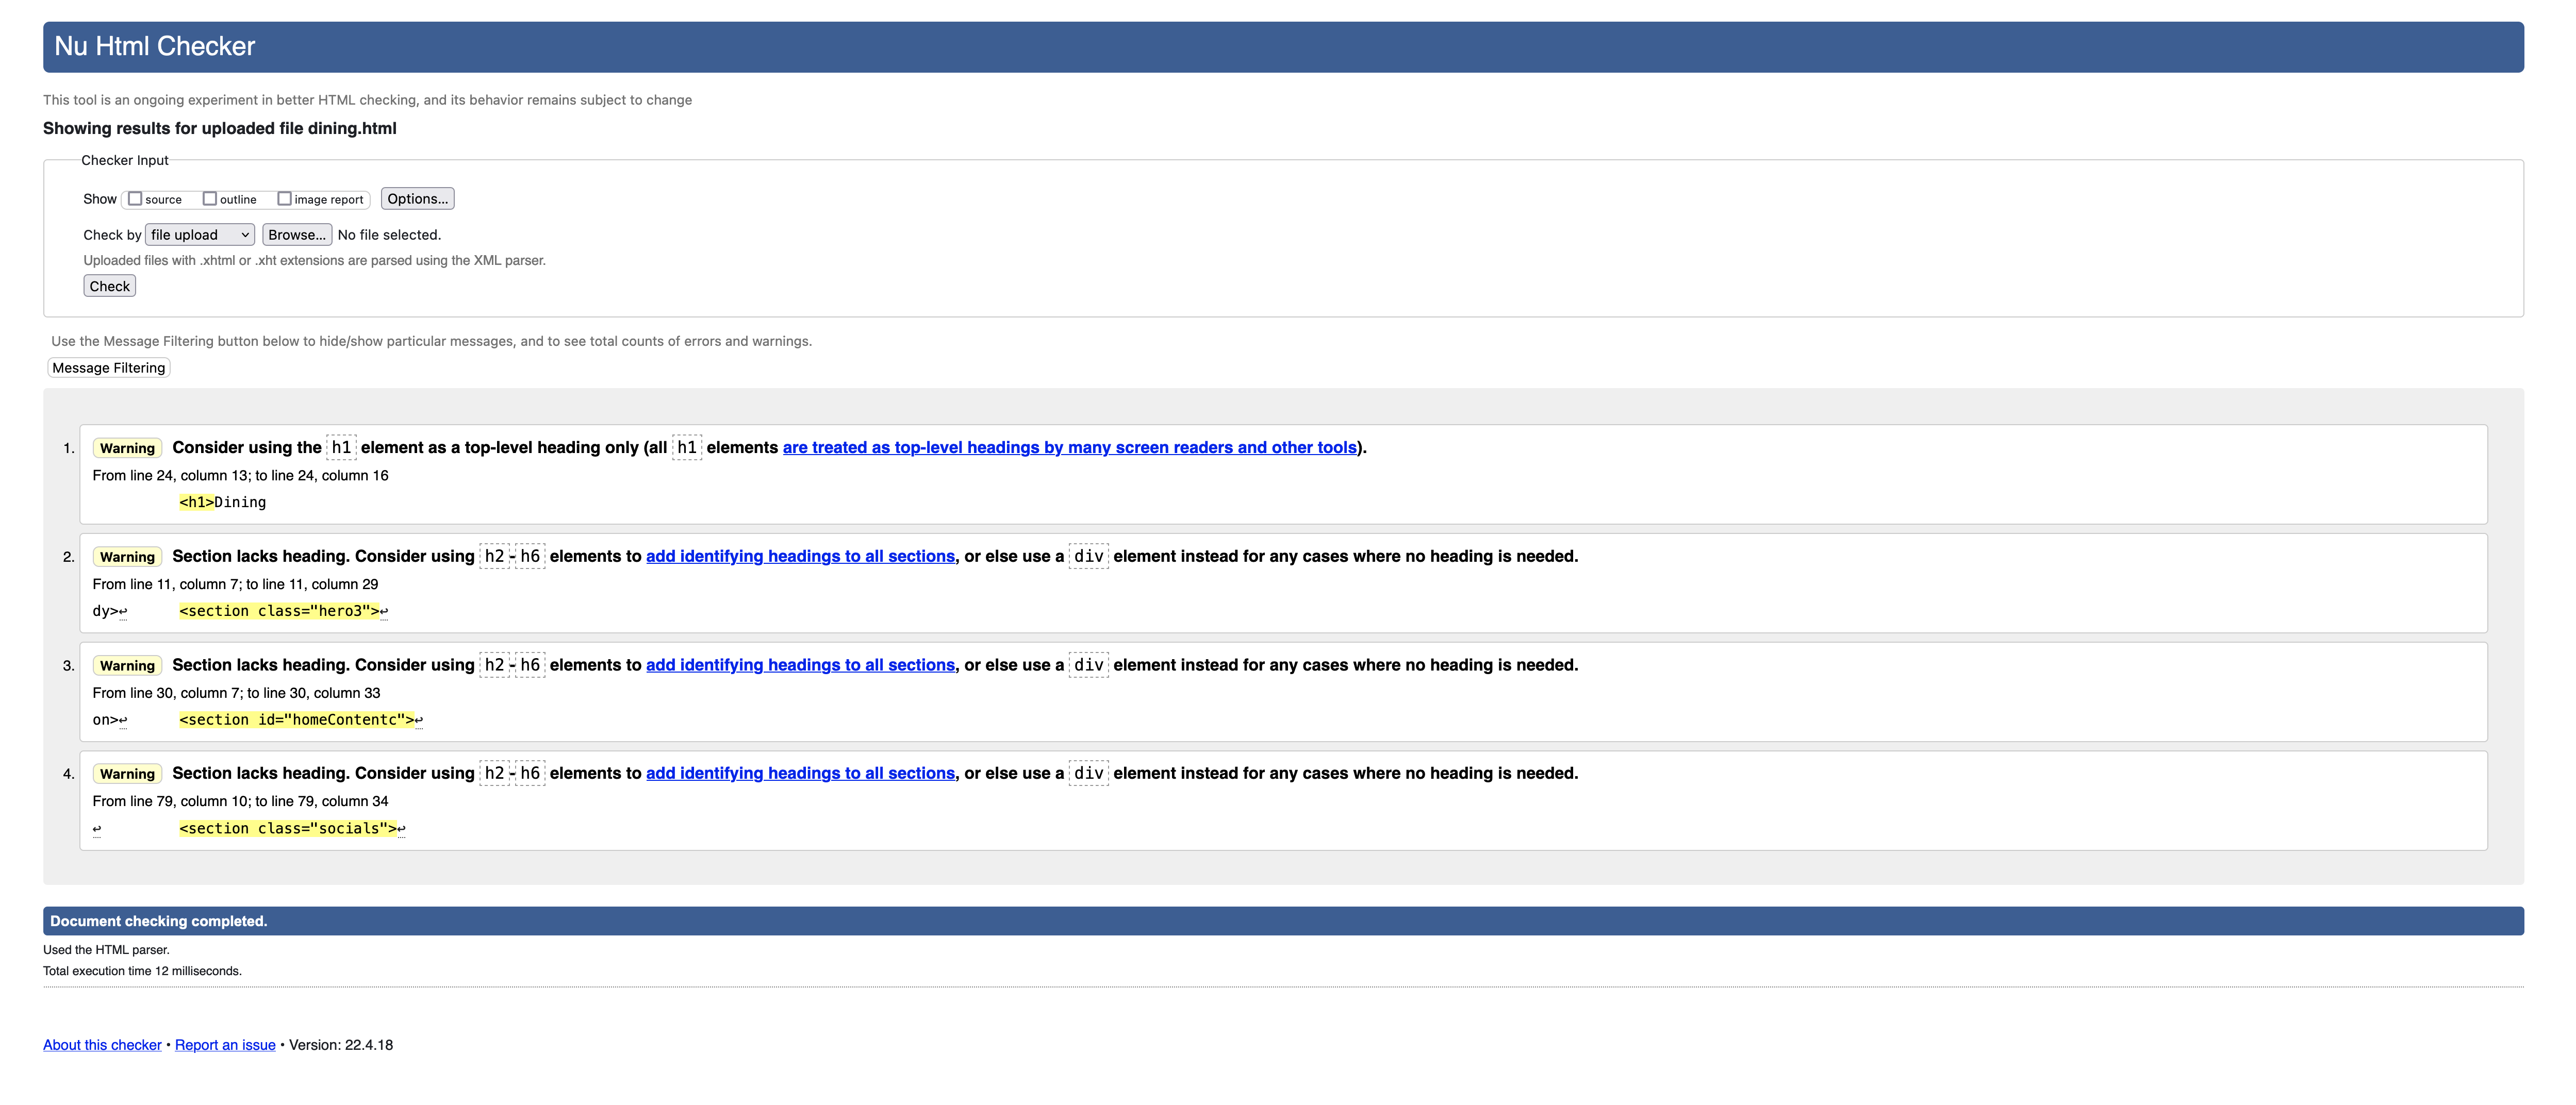 Nu Html Checker
This tool is an ongoing experiment in better HTML checking, and its behavior remains subject to change
Showing results for uploaded file dining.html
Checker Input
Show source outline image report Options...
Check by file upload Browse... No file selected.
Uploaded files with .xhtml or .xht extensions are parsed using the XML parser.
Check
Use the Message Filtering button below to hide/show particular messages, and to see total counts of errors and warnings.
Message Filtering
1. Warning Consider using the h1 element as a top-level heading only (all h1 elements are treated as top-level headings by many screen readers and other tools).
From line 24, column 13; to line 24, column 16
<h1>Dining
2. Warning Section lacks heading. Consider using h2-h6 elements to add identifying headings to all sections, or else use a div element instead for any cases where no heading is needed.
From line 11, column 7; to line 11, column 29
dy>↩ <section class="hero3">↩
3. Warning Section lacks heading. Consider using h2-h6 elements to add identifying headings to all sections, or else use a div element instead for any cases where no heading is needed.
From line 30, column 7; to line 30, column 33
on>↩ <section id="homeContentc">↩
4. Warning Section lacks heading. Consider using h2-h6 elements to add identifying headings to all sections, or else use a div element instead for any cases where no heading is needed.
From line 79, column 10; to line 79, column 34
↩ <section class="socials">↩
Document checking completed.
Used the HTML parser.
Total execution time 12 milliseconds.
About this checker • Report an issue • Version: 22.4.18